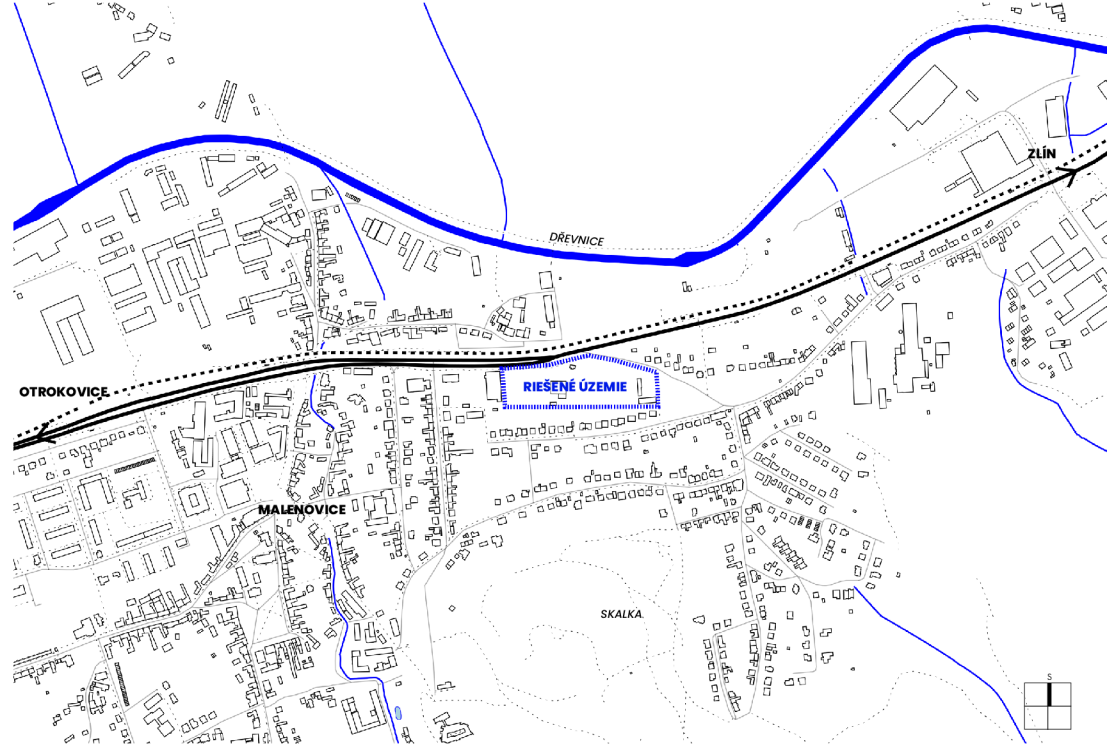 ZLÍN
DŘEVNICE
OTROKOVICE
RIEŠENÉ ÚZEMIE
MALENOVICE
SKALKA
S